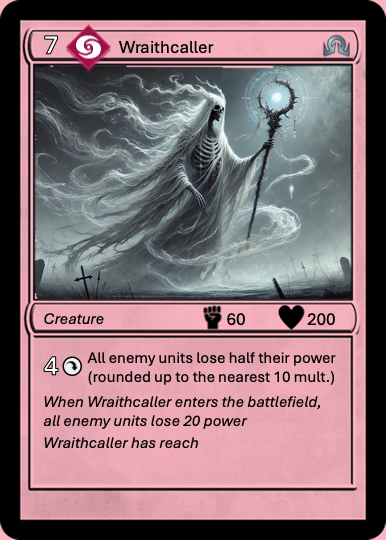 7 Wraithcaller
Creature 60 200
4 All enemy units lose half their power
(rounded up to the nearest 10 mult.)
When Wraithcaller enters the battlefield,
all enemy units lose 20 power
Wraithcaller has reach